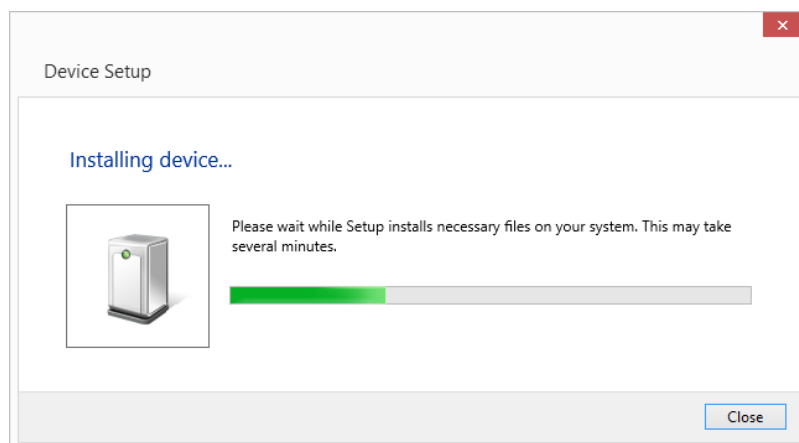 Device Setup
Installing device...
Please wait while Setup installs necessary files on your system. This may take
several minutes.
Close